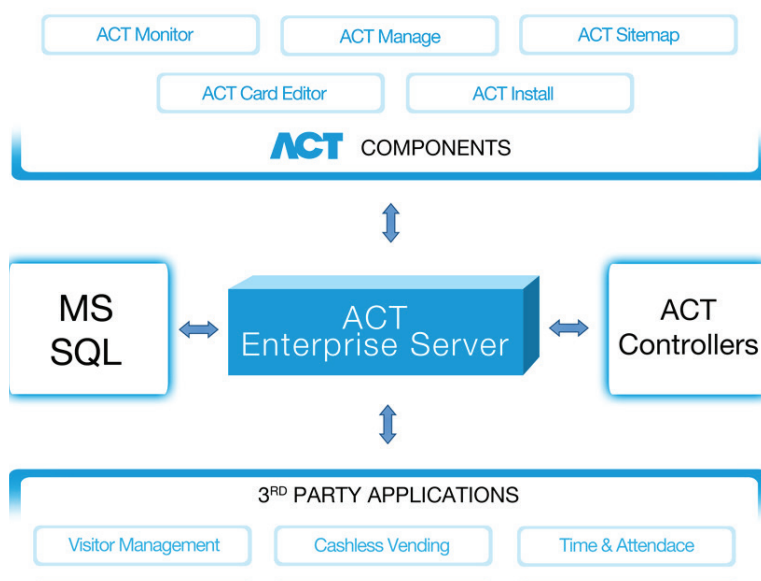 ACT Monitor
ACT Manage
ACT Sitemap
ACT Card Editor
ACT Install
ACT COMPONENTS
MS
SQL
ACT
Enterprise Server
ACT
Controllers
3RD PARTY APPLICATIONS
Visitor Management
Cashless Vending
Time & Attendace